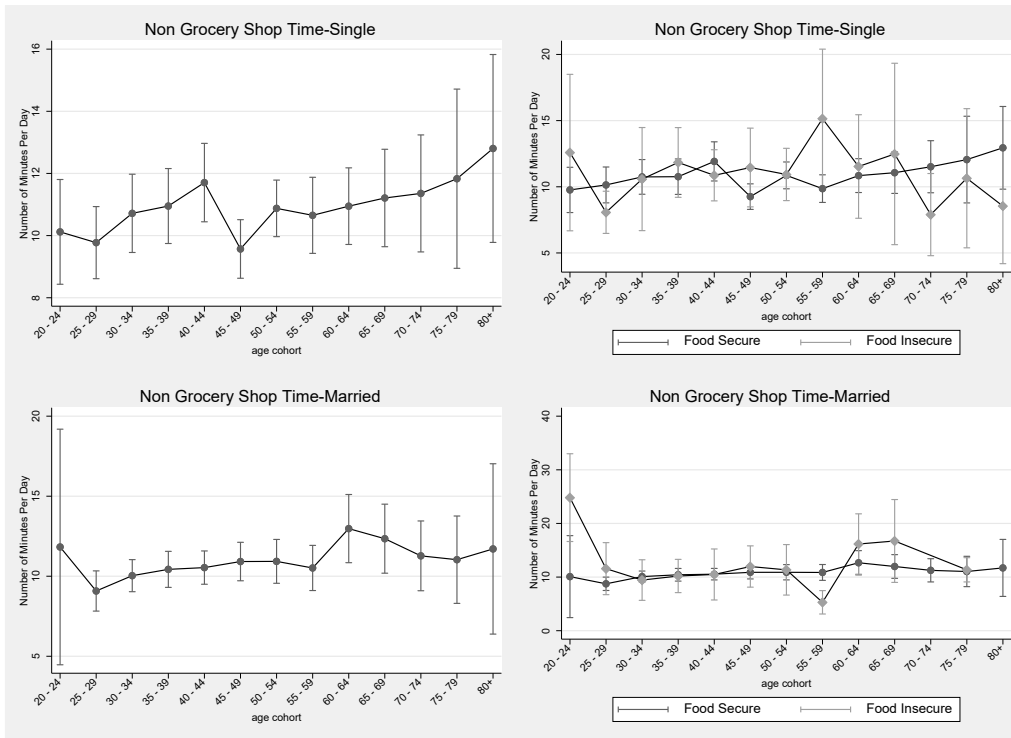 Non Grocery Shop Time-Single
Number of Minutes Per Day
16
14
12
10
8
20 - 24
25 - 29
30 - 34
35 - 39
40 - 44
45 - 49
50 - 54
55 - 59
60 - 64
65 - 69
70 - 74
75 - 79
80+
age cohort
Non Grocery Shop Time-Single
Number of Minutes Per Day
20
15
10
5
20 - 24
25 - 29
30 - 34
35 - 39
40 - 44
45 - 49
50 - 54
55 - 59
60 - 64
65 - 69
70 - 74
75 - 79
80+
age cohort
Food Secure Food Insecure
Non Grocery Shop Time-Married
Number of Minutes Per Day
20
15
10
5
20 - 24
25 - 29
30 - 34
35 - 39
40 - 44
45 - 49
50 - 54
55 - 59
60 - 64
65 - 69
70 - 74
75 - 79
80+
age cohort
Non Grocery Shop Time-Married
Number of Minutes Per Day
40
30
20
10
0
20 - 24
25 - 29
30 - 34
35 - 39
40 - 44
45 - 49
50 - 54
55 - 59
60 - 64
65 - 69
70 - 74
75 - 79
80+
age cohort
Food Secure Food Insecure